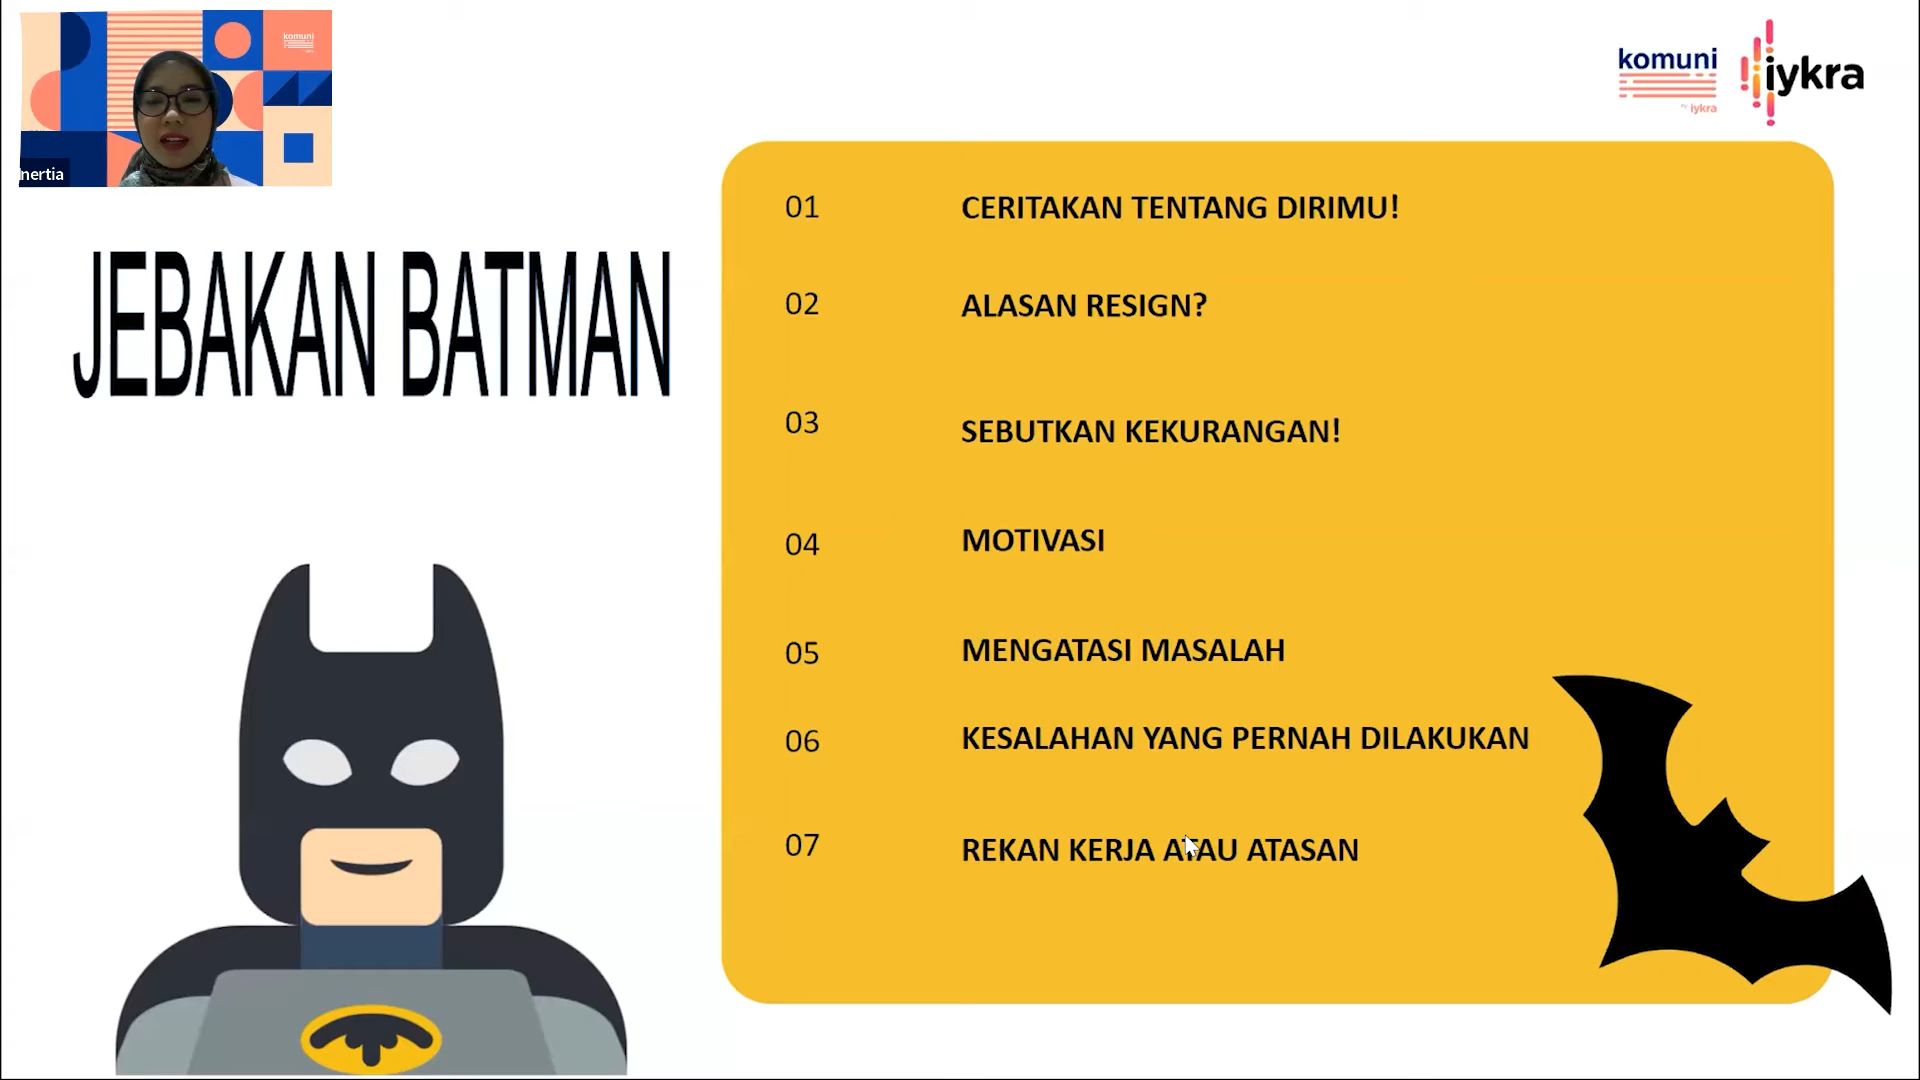 komuni
nertia
komuni
by iykra
iykra
JEBAKAN BATMAN
01 CERITAKAN TENTANG DIRIMU!
02 ALASAN RESIGN?
03 SEBUTKAN KEKURANGAN!
04 MOTIVASI
05 MENGATASI MASALAH
06 KESALAHAN YANG PERNAH DILAKUKAN
07 REKAN KERJA ATAU ATASAN